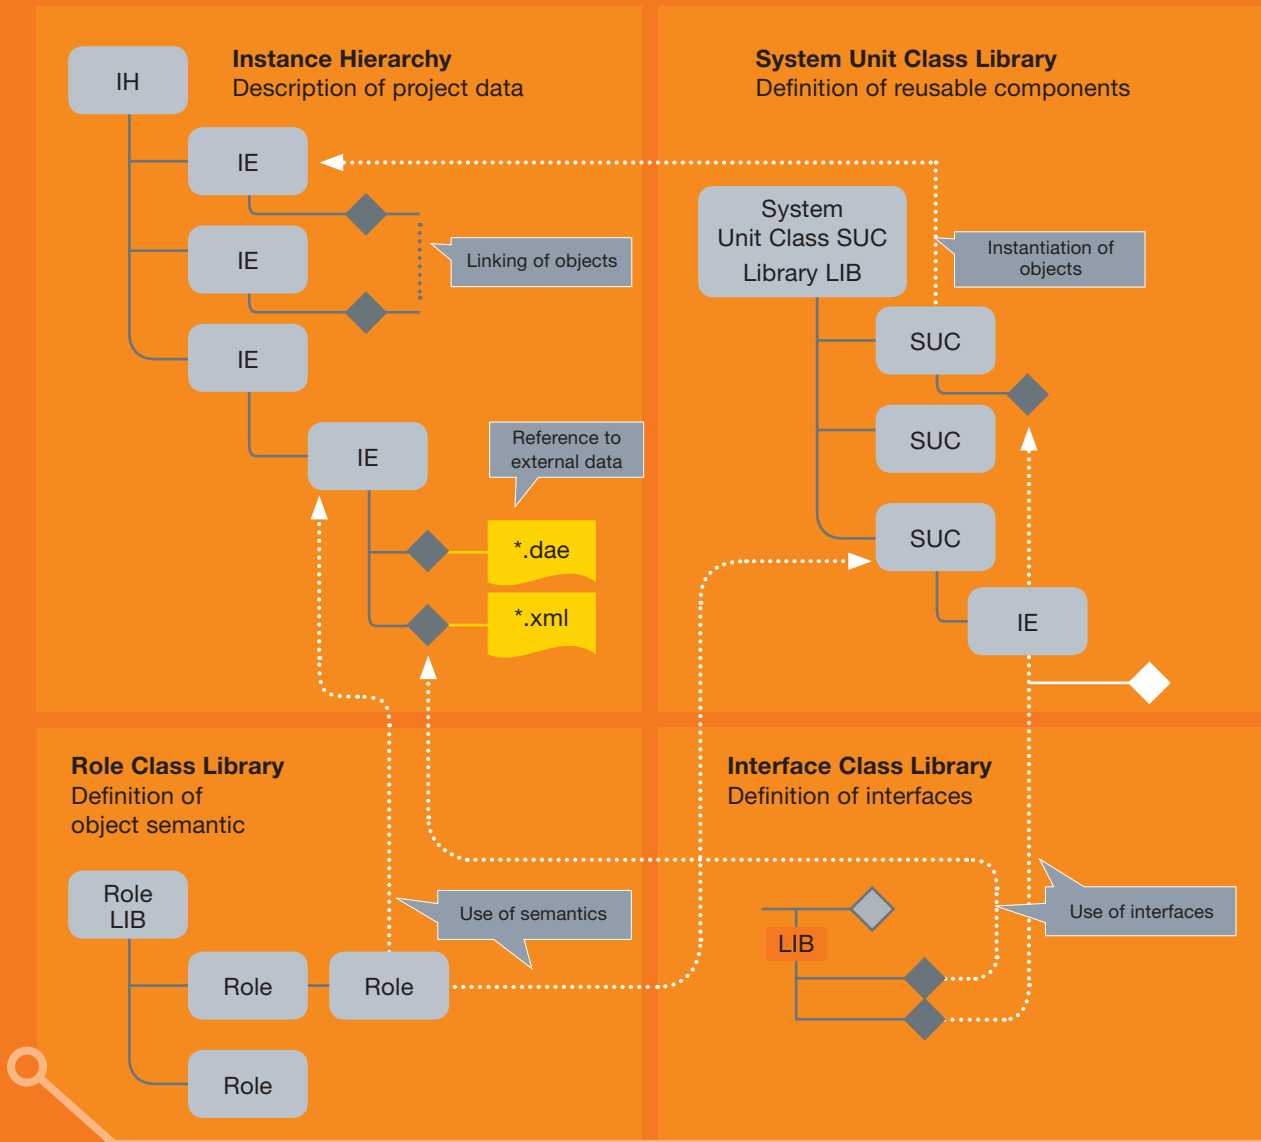 Instance Hierarchy
Description of project data
IH
IE
IE
Linking of objects
IE
IE
Reference to
external data
*.dae
*.xml
System Unit Class Library
Definition of reusable components
System
Unit Class SUC
Library LIB
Instantiation of
objects
SUC
SUC
SUC
IE
Role Class Library
Definition of
object semantic
Role
LIB
Use of semantics
Role
Role
Role
Interface Class Library
Definition of interfaces
LIB
Use of interfaces